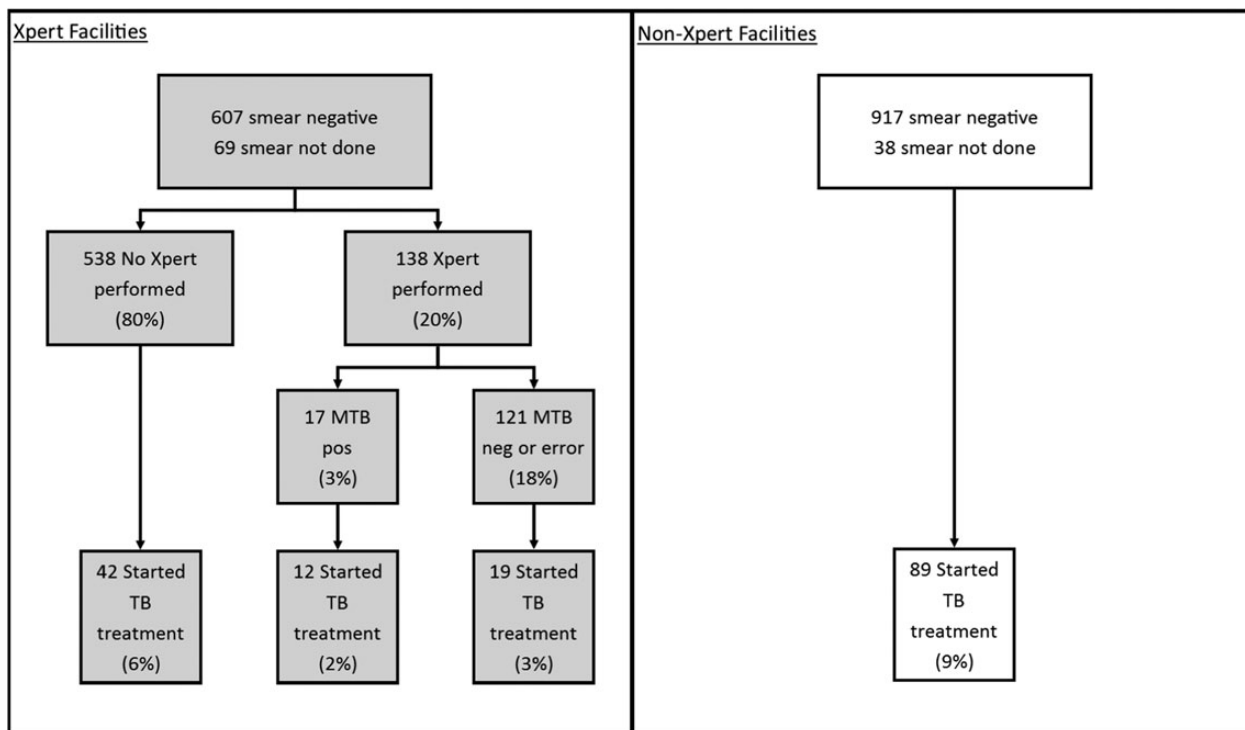 Xpert Facilities
607 smear negative
69 smear not done
538 No Xpert
performed
(80%)
138 Xpert
performed
(20%)
17 MTB
pos
(3%)
121 MTB
neg or error
(18%)
42 Started
TB
treatment
(6%)
12 Started
TB
treatment
(2%)
19 Started
TB
treatment
(3%)
Non-Xpert Facilities
917 smear negative
38 smear not done
89 Started
TB
treatment
(9%)